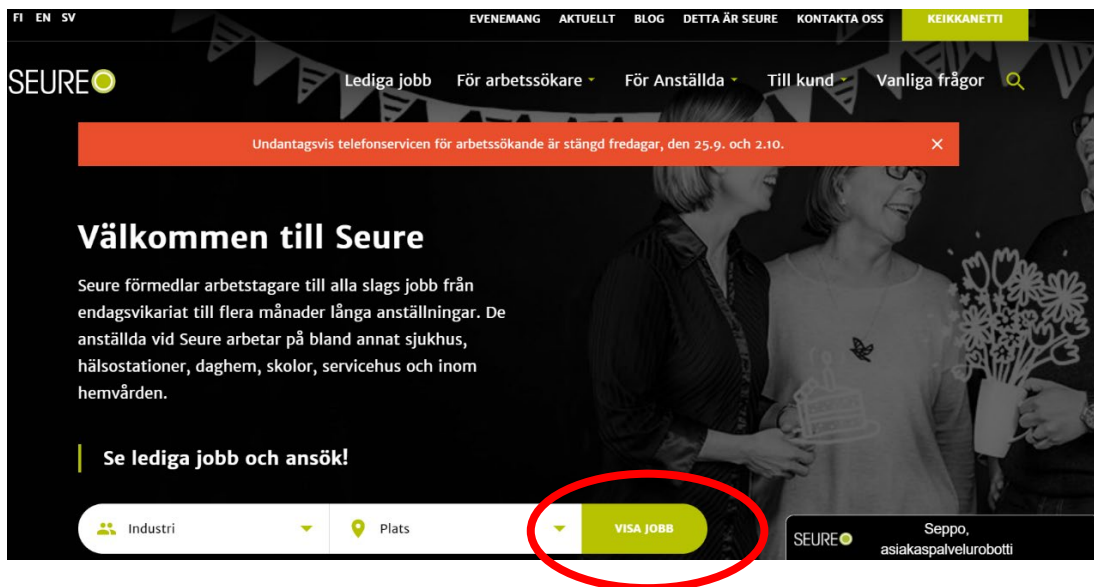 FI EN SV
EVENEMANG AKTUELLT BLOG DETTA ÄR SEURE KONTAKTA OSS KEIKKANETTI
SEURE
Lediga jobb För arbetssökare För Anställda Till kund Vanliga frågor
Undantagsvis telefonservicen för arbetssökande är stängd fredagar, den 25.9. och 2.10.
Välkommen till Seure
Seure förmedlar arbetstagare till alla slags jobb från
endagsvikariat till flera månader långa anställningar. De
anställda vid Seure arbetar på bland annat sjukhus,
hälsostationer, daghem, skolor, servicehus och inom
hemvården.
Se lediga jobb och ansök!
Industri Plats VISA JOBB
SEURE Seppo,
asiakaspalvelurobotti